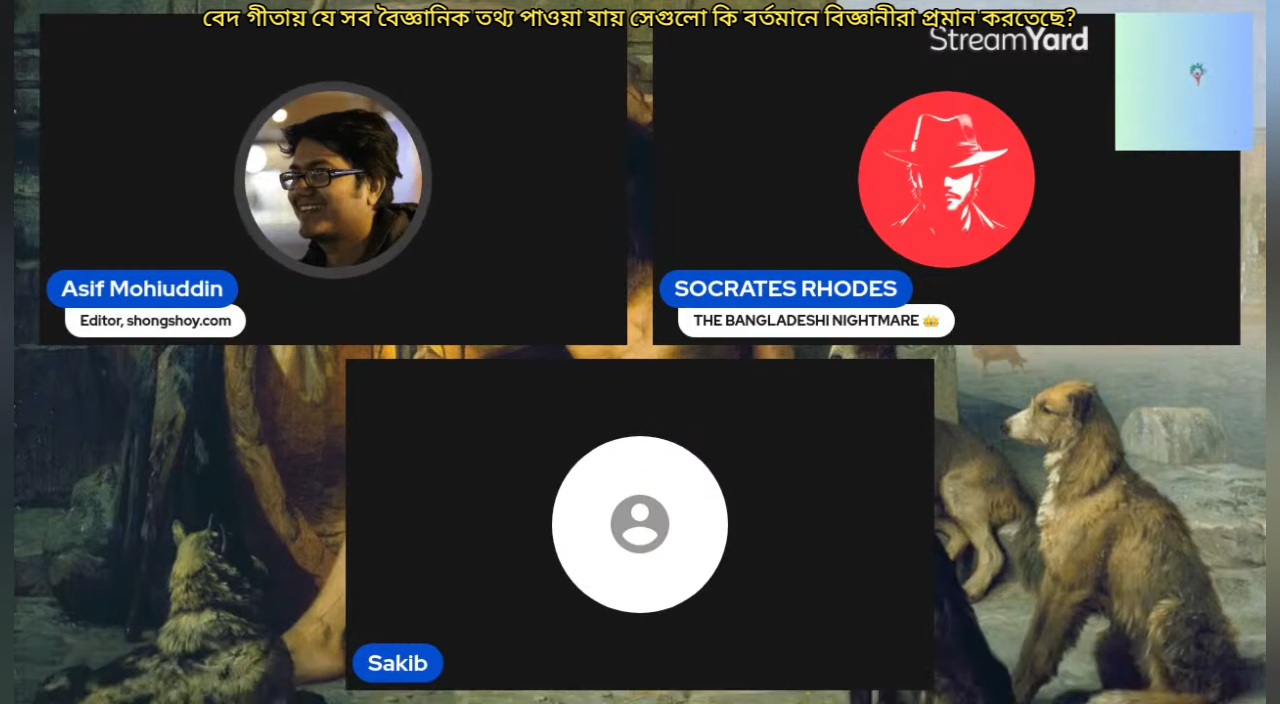 বেদ গীতায় যে সব বৈজ্ঞানিক তথ্য পাওয়া যায় সেগুলো কি বর্তমানে বিজ্ঞানীরা প্রমান করতেছে?
StreamYard
Asif Mohiuddin
Editor, shongshoy.com
SOCRATES RHODES
THE BANGLADESHI NIGHTMARE 👑
Sakib